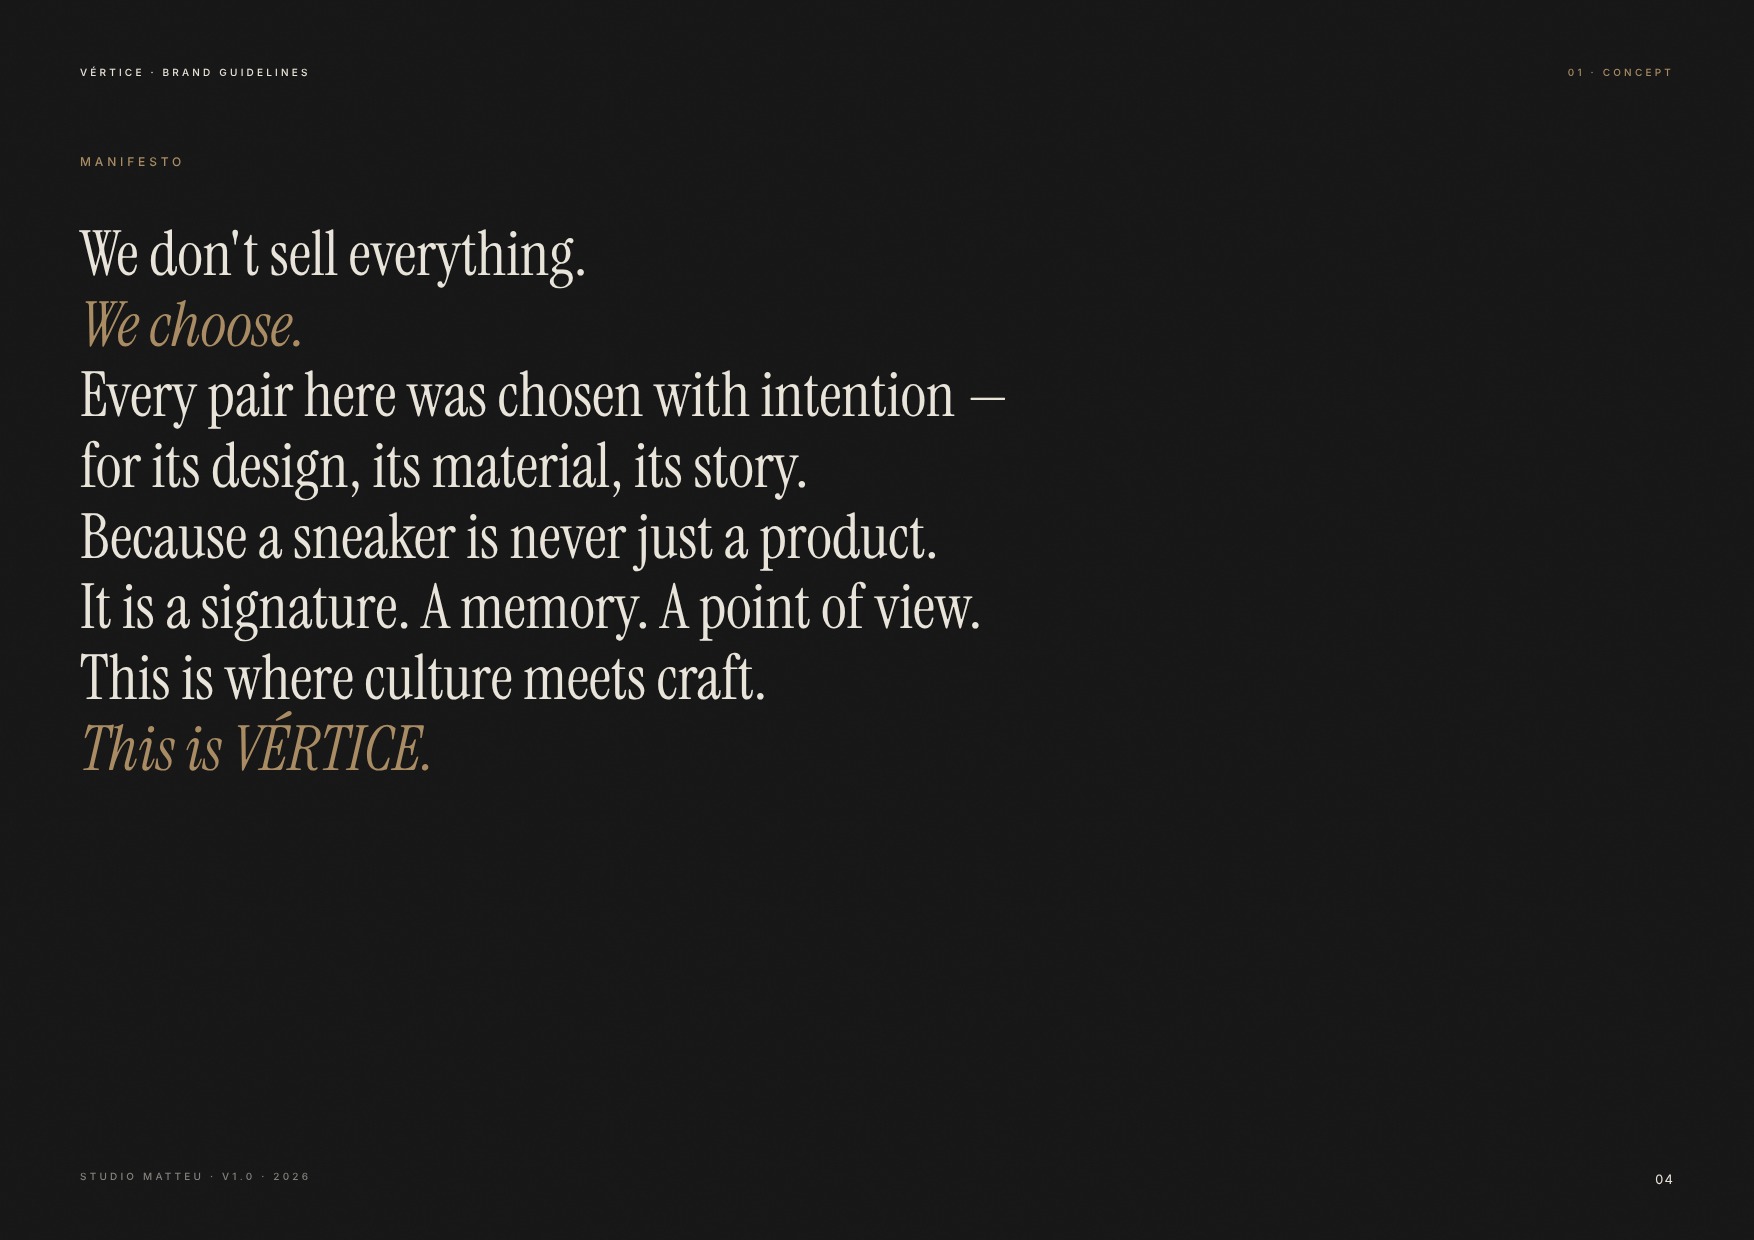 VÉRTICE · BRAND GUIDELINES
01 · CONCEPT
MANIFESTO
We don't sell everything.
We choose.
Every pair here was chosen with intention —
for its design, its material, its story.
Because a sneaker is never just a product.
It is a signature. A memory. A point of view.
This is where culture meets craft.
This is VÉRTICE.
STUDIO MATTEU · V1.0 · 2026
04